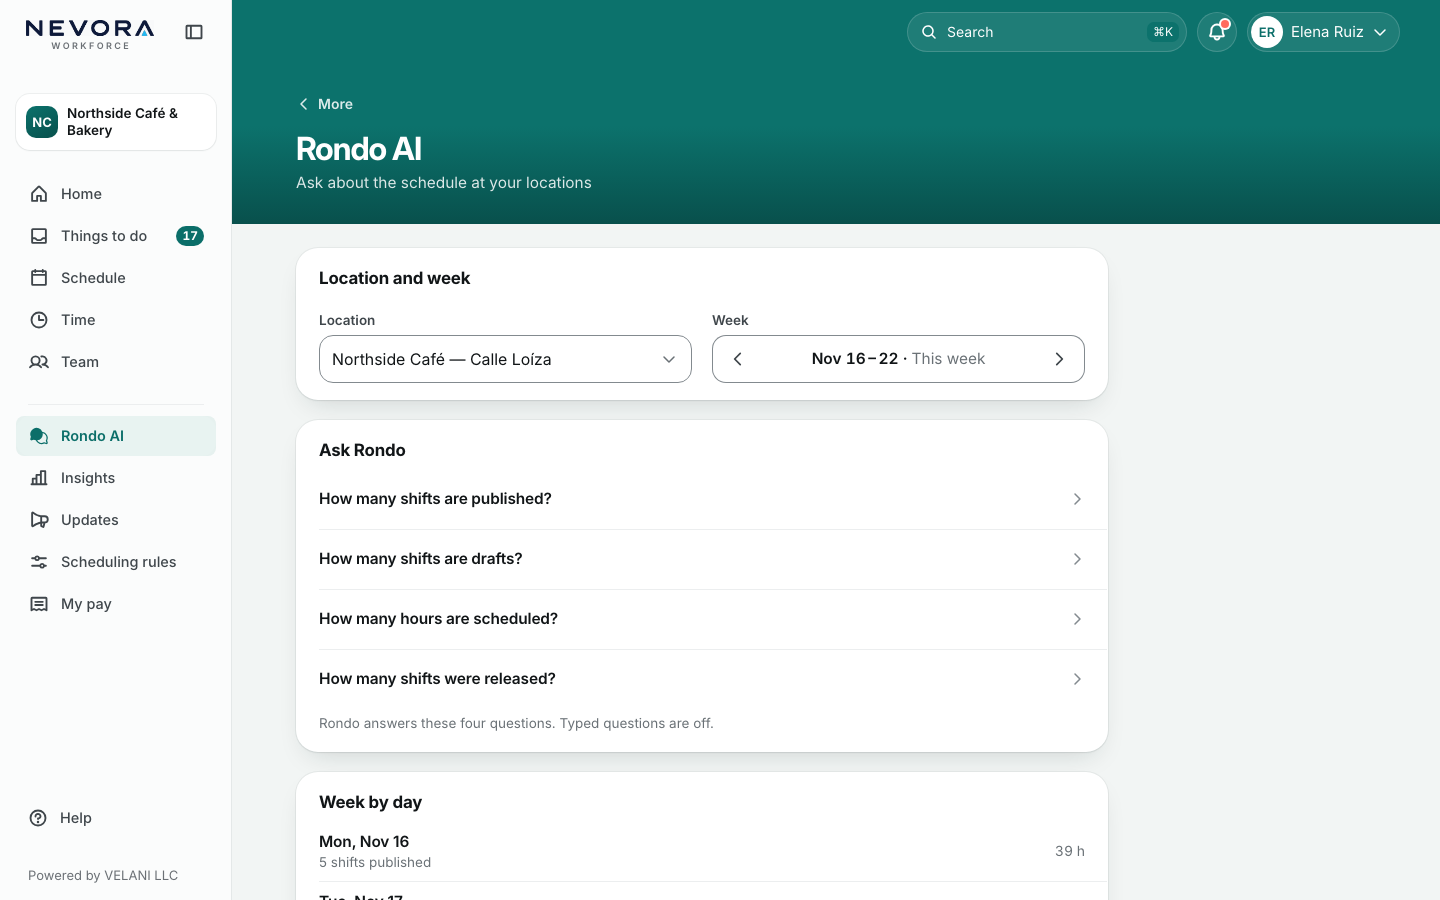 NEVORA
WORKFORCE
Search
⌘K
ER
Elena Ruiz
NC
Northside Café &
Bakery
Home
Things to do
17
Schedule
Time
Team
Rondo AI
Insights
Updates
Scheduling rules
My pay
Help
Powered by VELANI LLC
More
Rondo AI
Ask about the schedule at your locations
Location and week
Location
Week
Northside Café — Calle Loíza
Nov 16 – 22 · This week
Ask Rondo
How many shifts are published?
How many shifts are drafts?
How many hours are scheduled?
How many shifts were released?
Rondo answers these four questions. Typed questions are off.
Week by day
Mon, Nov 16
5 shifts published
39 h
Tue, Nov 17